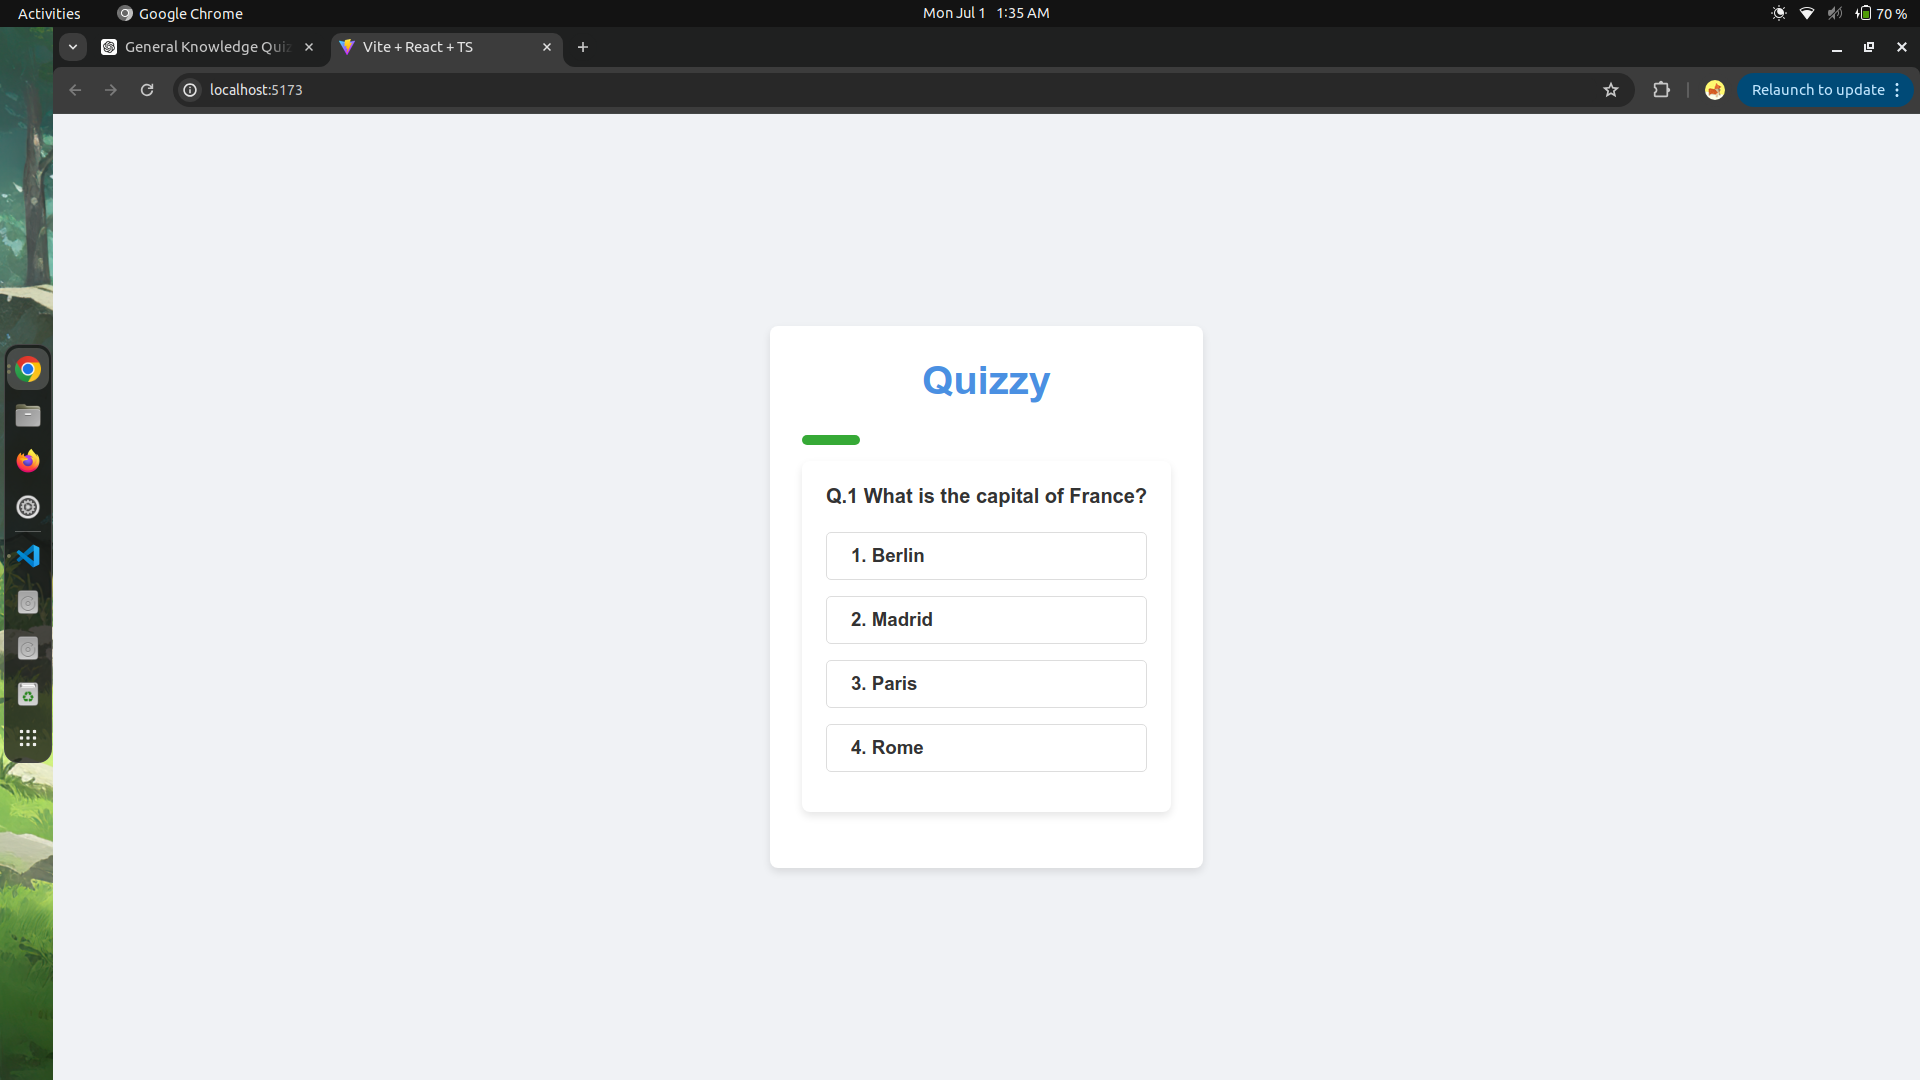 Activities Google Chrome Mon Jul 1 1:35 AM 70 %
General Knowledge Quiz Vite + React + TS
localhost:5173 Relaunch to update
Quizzy
Q.1 What is the capital of France?
1. Berlin
2. Madrid
3. Paris
4. Rome